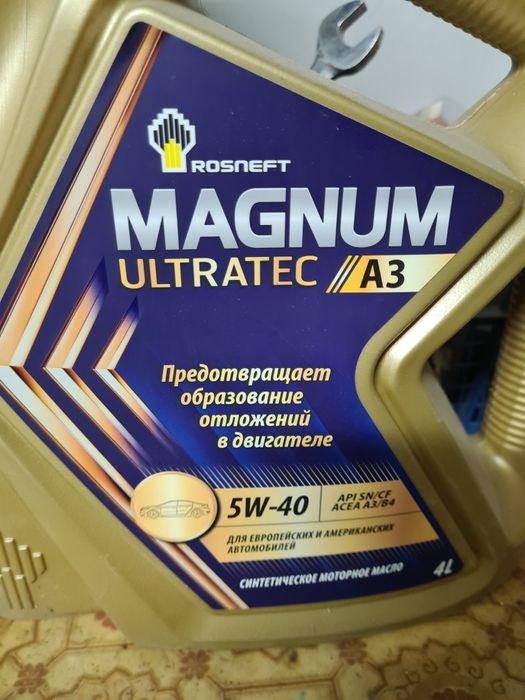 ROSNEFT
MAGNUM
ULTRATEC A3
Предотвращает
образование
отложений
в двигателе
5W-40
API SN/CF
ACEA A3/B4
ДЛЯ ЕВРОПЕЙСКИХ И АМЕРИКАНСКИХ
АВТОМОБИЛЕЙ
СИНТЕТИЧЕСКОЕ МОТОРНОЕ МАСЛО
4L